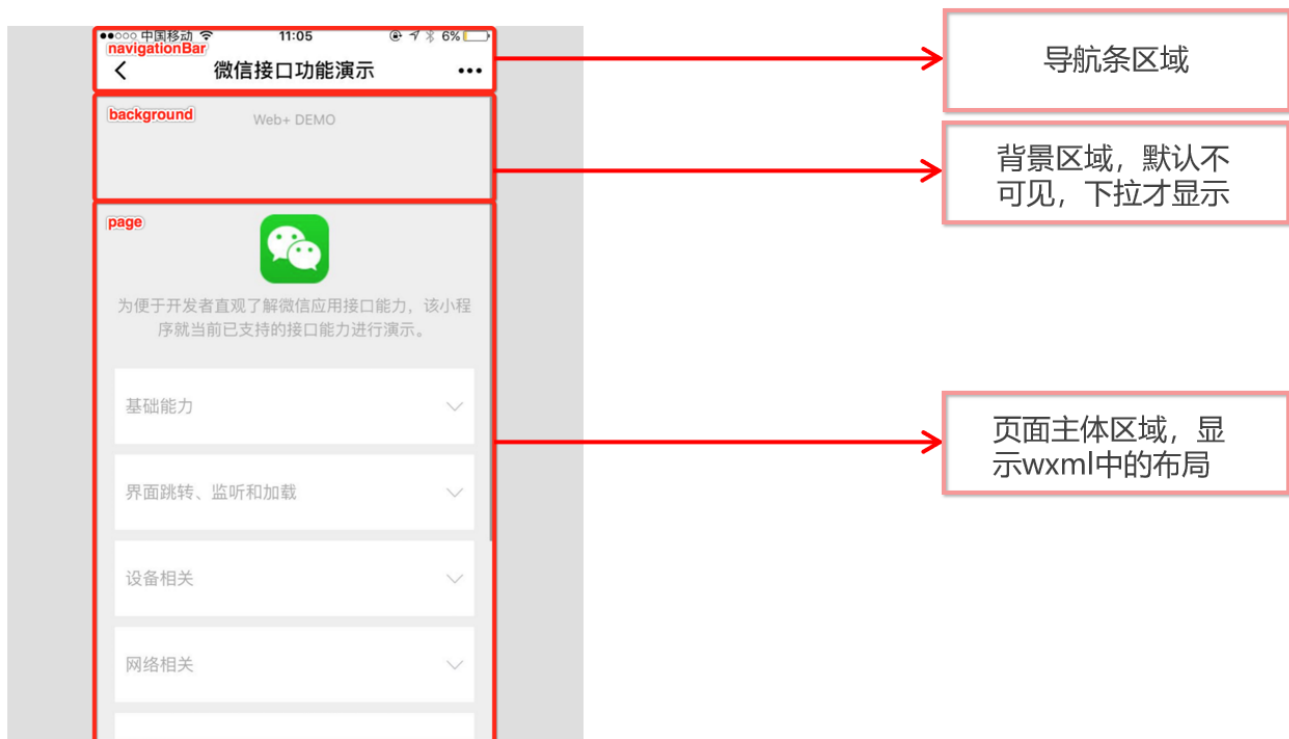 中国移动 11:05 6%
navigationBar
微信接口功能演示
导航条区域
background
Web+ DEMO
背景区域，默认不
可见，下拉才显示
page
为便于开发者直观了解微信应用接口能力，该小程
序就当前已支持的接口能力进行演示。
基础能力
页面主体区域，显
示wxml中的布局
界面跳转、监听和加载
设备相关
网络相关